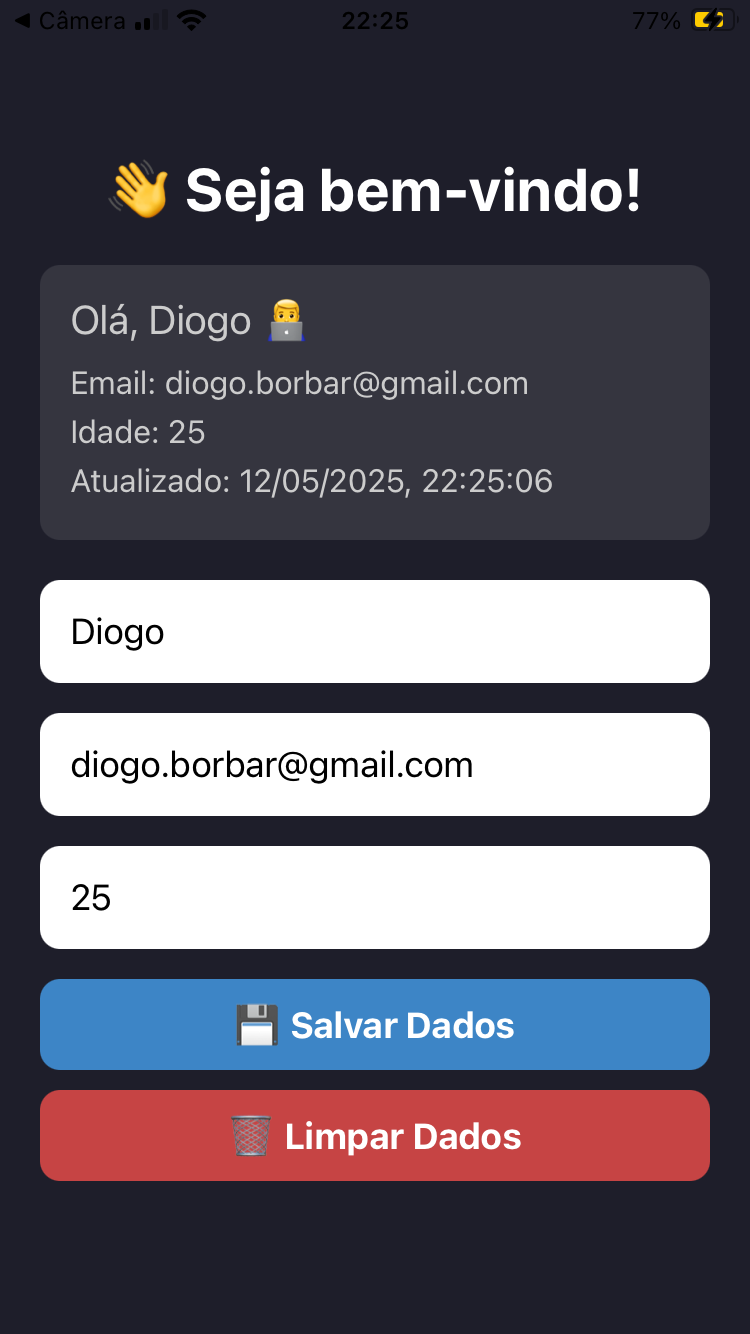 ◀ Câmera 22:25 77%
👋 Seja bem-vindo!
Olá, Diogo 👨‍💻
Email: diogo.borbar@gmail.com
Idade: 25
Atualizado: 12/05/2025, 22:25:06
Diogo
diogo.borbar@gmail.com
25
💾 Salvar Dados
🗑️ Limpar Dados